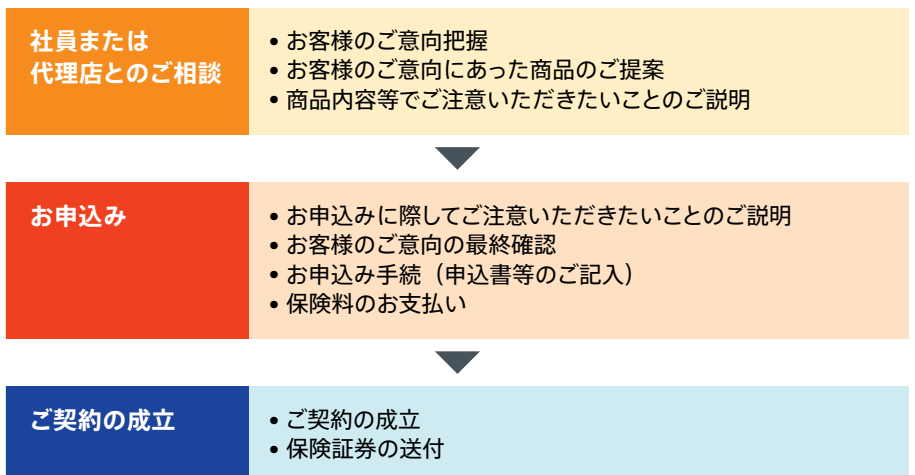 社員または
代理店とのご相談
• お客様のご意向把握
• お客様のご意向にあった商品のご提案
• 商品内容等でご注意いただきたいことのご説明
お申込み
• お申込みに際してご注意いただきたいことのご説明
• お客様のご意向の最終確認
• お申込み手続（申込書等のご記入）
• 保険料のお支払い
ご契約の成立
• ご契約の成立
• 保険証券の送付